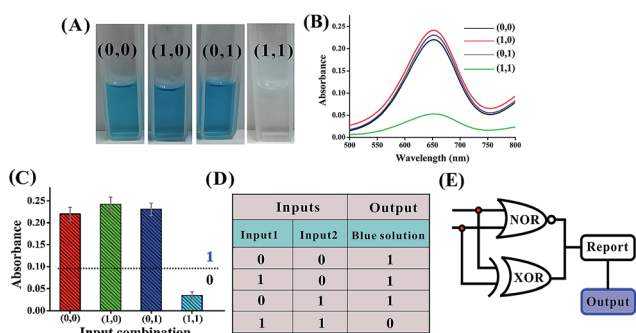 (A)
(0,0) (1,0) (0,1) (1,1)
(B)
Absorbance
0.25
0.20
0.15
0.10
0.05
0.00
500 550 600 650 700 750 800
Wavelength (nm)
(0,0)
(1,0)
(0,1)
(1,1)
(C)
Absorbance
0.25
0.20
0.15
0.10
0.05
0.00
1
0
(0,0) (1,0) (0,1) (1,1)
Input combination
(D)
Inputs Output
Input1 Input2 Blue solution
0 0 1
1 0 1
0 1 1
1 1 0
(E)
NOR
XOR
Report
Output